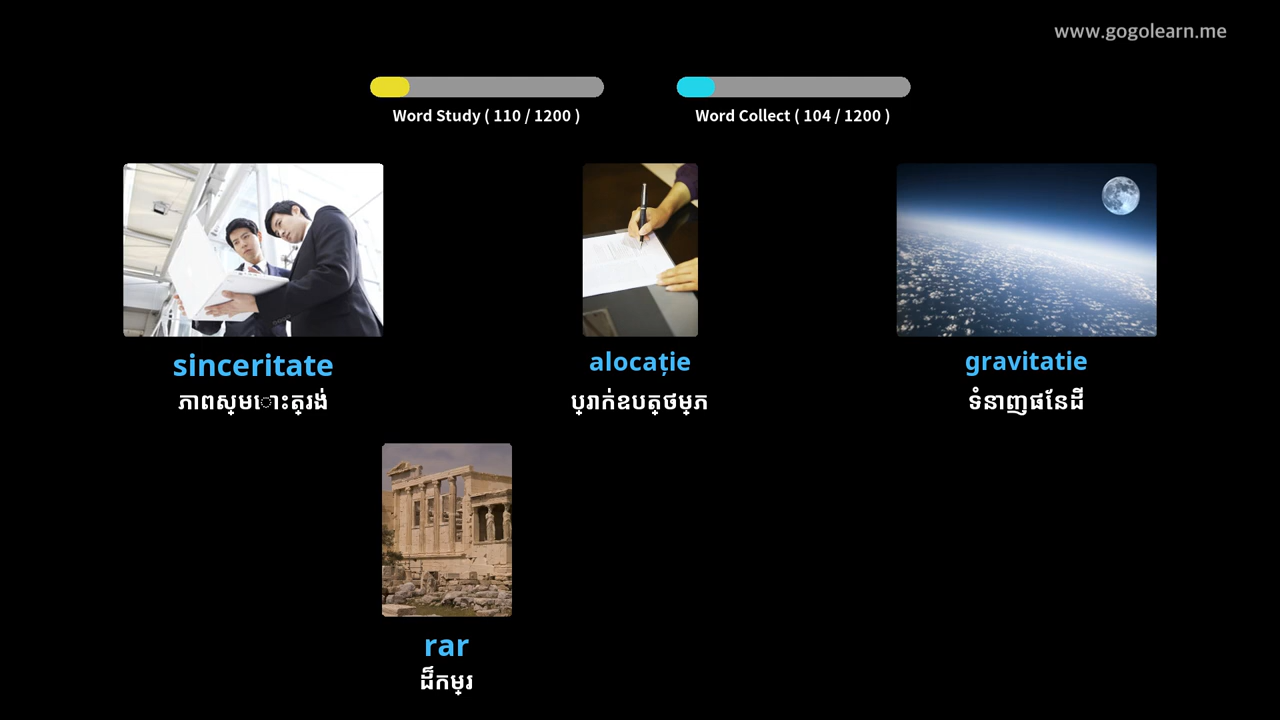 www.gogolearn.me
Word Study ( 110 / 1200 )
Word Collect ( 104 / 1200 )
sinceritate
ភាពស្មោះត្រង់
alocație
ប្រាក់ឧបត្ថម្ភ
gravitatie
ទំនាញផែនដី
rar
ដ៏កម្រ